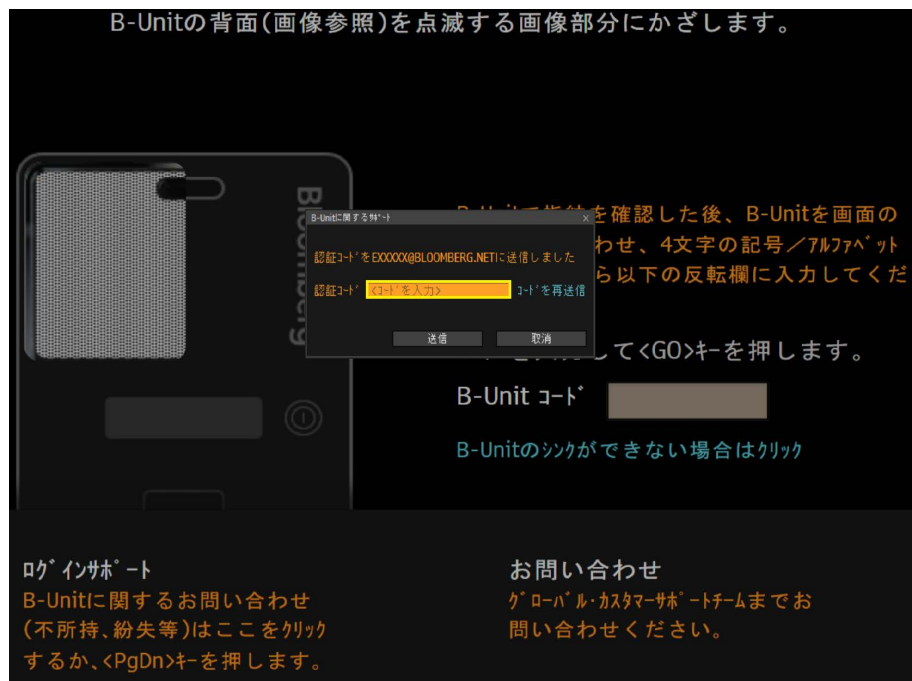 B-Unitの背面(画像参照)を点滅する画像部分にかざします。
Bloomberg
B-Unitに関するｻﾎﾟｰﾄ
×
認証ｺｰﾄﾞをEXXXXX@BLOOMBERG.NETに送信しました
認証ｺｰﾄﾞ <ｺｰﾄﾞを入力> ｺｰﾄﾞを再送信
送信 取消
を確認した後、B-Unitを画面の
わせ、4文字の記号／ｱﾙﾌｧﾍﾞｯﾄ
ら以下の反転欄に入力してくだ
して<GO>ｷｰを押します。
B-Unit ｺｰﾄﾞ
B-Unitのｼﾝｸができない場合はｸﾘｯｸ
ﾛｸﾞｲﾝｻﾎﾟｰﾄ
B-Unitに関するお問い合わせ
(不所持､紛失等)はここをｸﾘｯｸ
するか､<PgDn>ｷｰを押します。
お問い合わせ
ｸﾞﾛｰﾊﾞﾙ･ｶｽﾀﾏｰｻﾎﾟｰﾄﾁｰﾑまでお
問い合わせください。